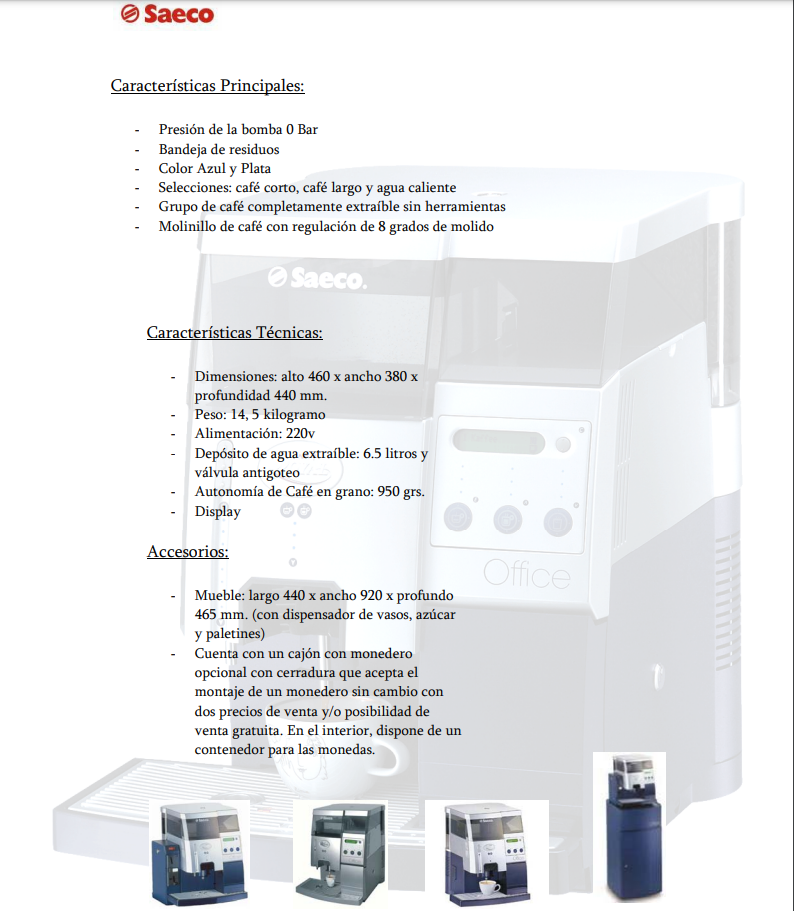 Saeco
Características Principales:
- Presión de la bomba 0 Bar
- Bandeja de residuos
- Color Azul y Plata
- Selecciones: café corto, café largo y agua caliente
- Grupo de café completamente extraíble sin herramientas
- Molinillo de café con regulación de 8 grados de molido
Saeco.
Características Técnicas:
- Dimensiones: alto 460 x ancho 380 x
profundidad 440 mm.
- Peso: 14, 5 kilogramo
- Alimentación: 220v
- Depósito de agua extraíble: 6.5 litros y
válvula antigoteo
- Autonomía de Café en grano: 950 grs.
- Display
Office
Accesorios:
- Mueble: largo 440 x ancho 920 x profundo
465 mm. (con dispensador de vasos, azúcar
y paletines)
- Cuenta con un cajón con monedero
opcional con cerradura que acepta el
montaje de un monedero sin cambio con
dos precios de venta y/o posibilidad de
venta gratuita. En el interior, dispone de un
contenedor para las monedas.